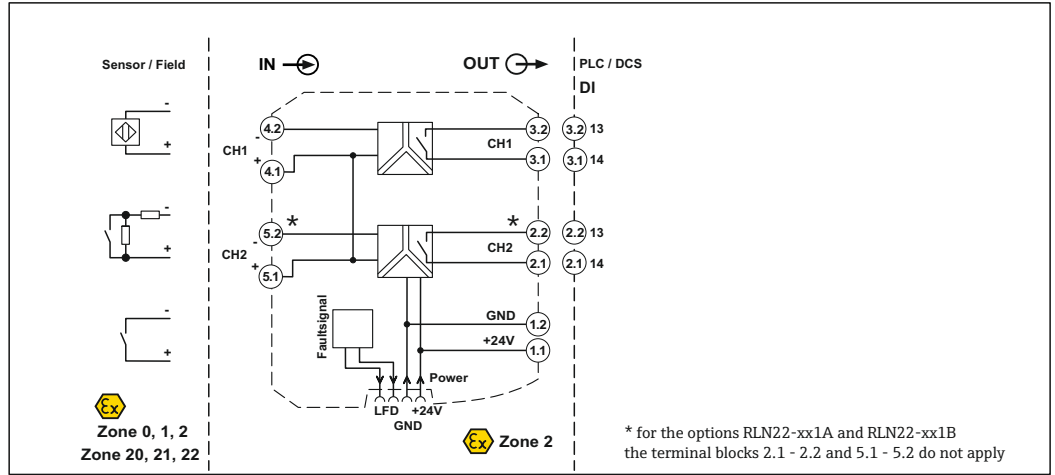 Sensor / Field
IN
OUT
PLC / DCS
DI
-
+
4.2
-
CH1
+
4.1
3.2
CH1
3.1
3.2 13
3.1 14
-
+
5.2
*
-
CH2
+
5.1
*
2.2
CH2
2.1
2.2 13
2.1 14
-
+
Faultsignal
GND
1.2
+24V
1.1
Power
LFD
+24V
GND
Ex
Zone 0, 1, 2
Zone 20, 21, 22
Ex
Zone 2
* for the options RLN22-xx1A and RLN22-xx1B
the terminal blocks 2.1 - 2.2 and 5.1 - 5.2 do not apply